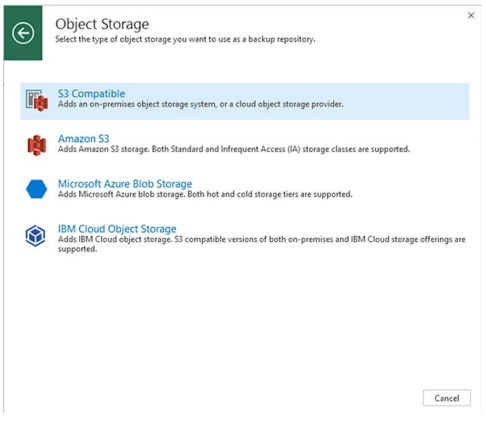 Object Storage
Select the type of object storage you want to use as a backup repository.
S3 Compatible
Adds an on-premises object storage system, or a cloud object storage provider.
Amazon S3
Adds Amazon S3 storage. Both Standard and Infrequent Access (IA) storage classes are supported.
Microsoft Azure Blob Storage
Adds Microsoft Azure blob storage. Both hot and cold storage tiers are supported.
IBM Cloud Object Storage
Adds IBM Cloud object storage. S3 compatible versions of both on-premises and IBM Cloud storage offerings are
supported.
Cancel